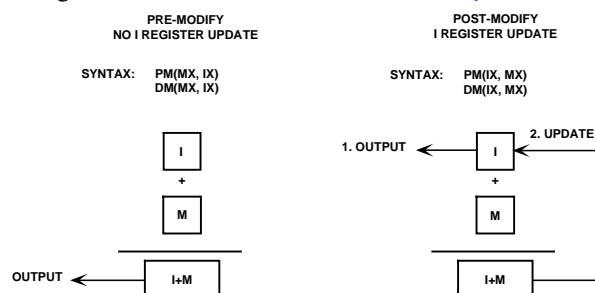 PRE-MODIFY
NO I REGISTER UPDATE
SYNTAX: PM(MX, IX)
DM(MX, IX)
I
+
M
OUTPUT
I+M
POST-MODIFY
I REGISTER UPDATE
SYNTAX: PM(IX, MX)
DM(IX, MX)
1. OUTPUT
I
2. UPDATE
+
M
I+M